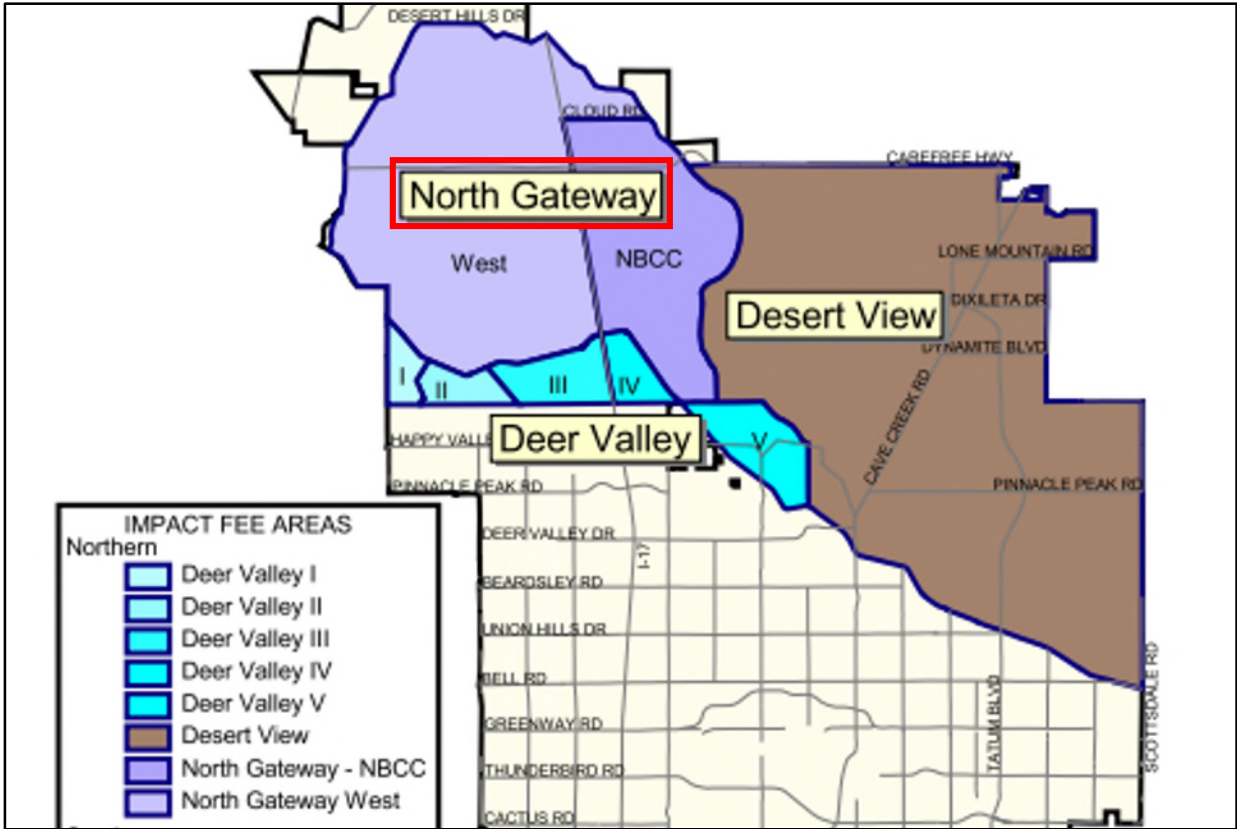 DESERT HILLS DR
CLOUD RD
CAREFREE HWY
North Gateway
West
NBCC
LONE MOUNTAIN RD
DIXILETA DR
Desert View
DYNAMITE BLVD
I
II
III
IV
CAVE CREEK RD
Deer Valley
V
HAPPY VALLE
PINNACLE PEAK RD
PINNACLE PEAK RD
DEER VALLEY DR
I-17
BEARDSLEY RD
UNION HILLS DR
BELL RD
TATUM BLVD
SCOTTSDALE RD
GREENWAY RD
THUNDERBIRD RD
CACTUS RD
IMPACT FEE AREAS
Northern
Deer Valley I
Deer Valley II
Deer Valley III
Deer Valley IV
Deer Valley V
Desert View
North Gateway - NBCC
North Gateway West